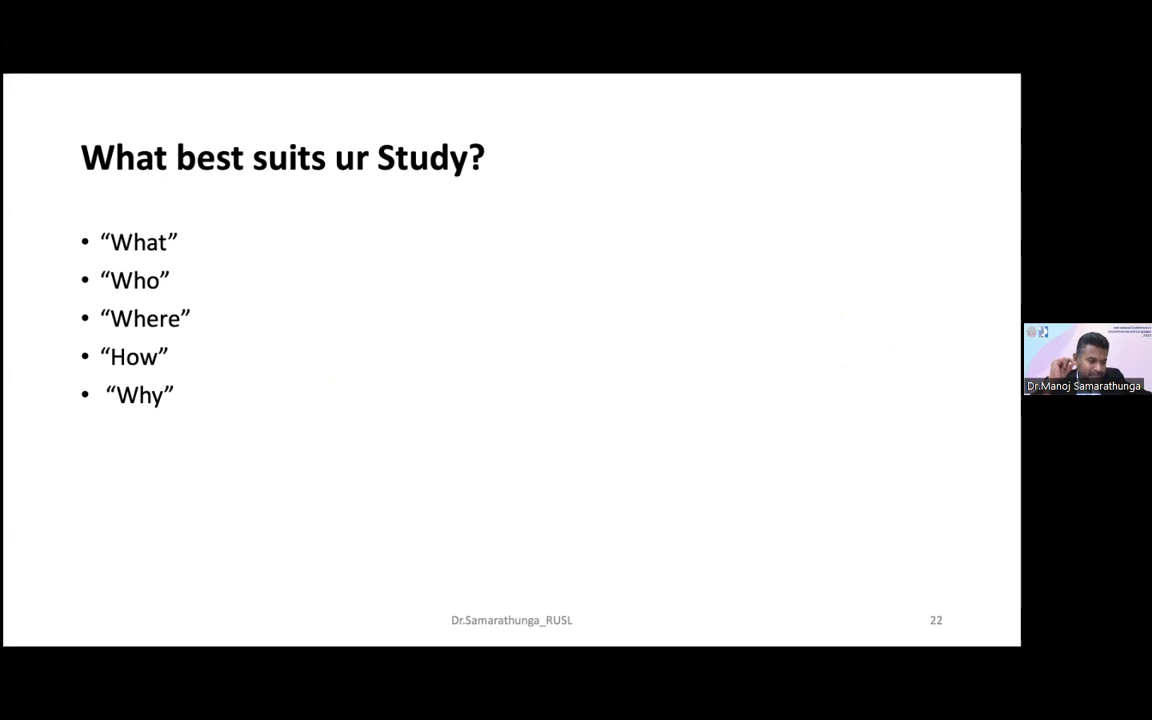 What best suits ur Study?
• “What”
• “Who”
• “Where”
• “How”
• “Why”
Dr.Samarathunga_RUSL
22
Dr.Manoj Samarathunga